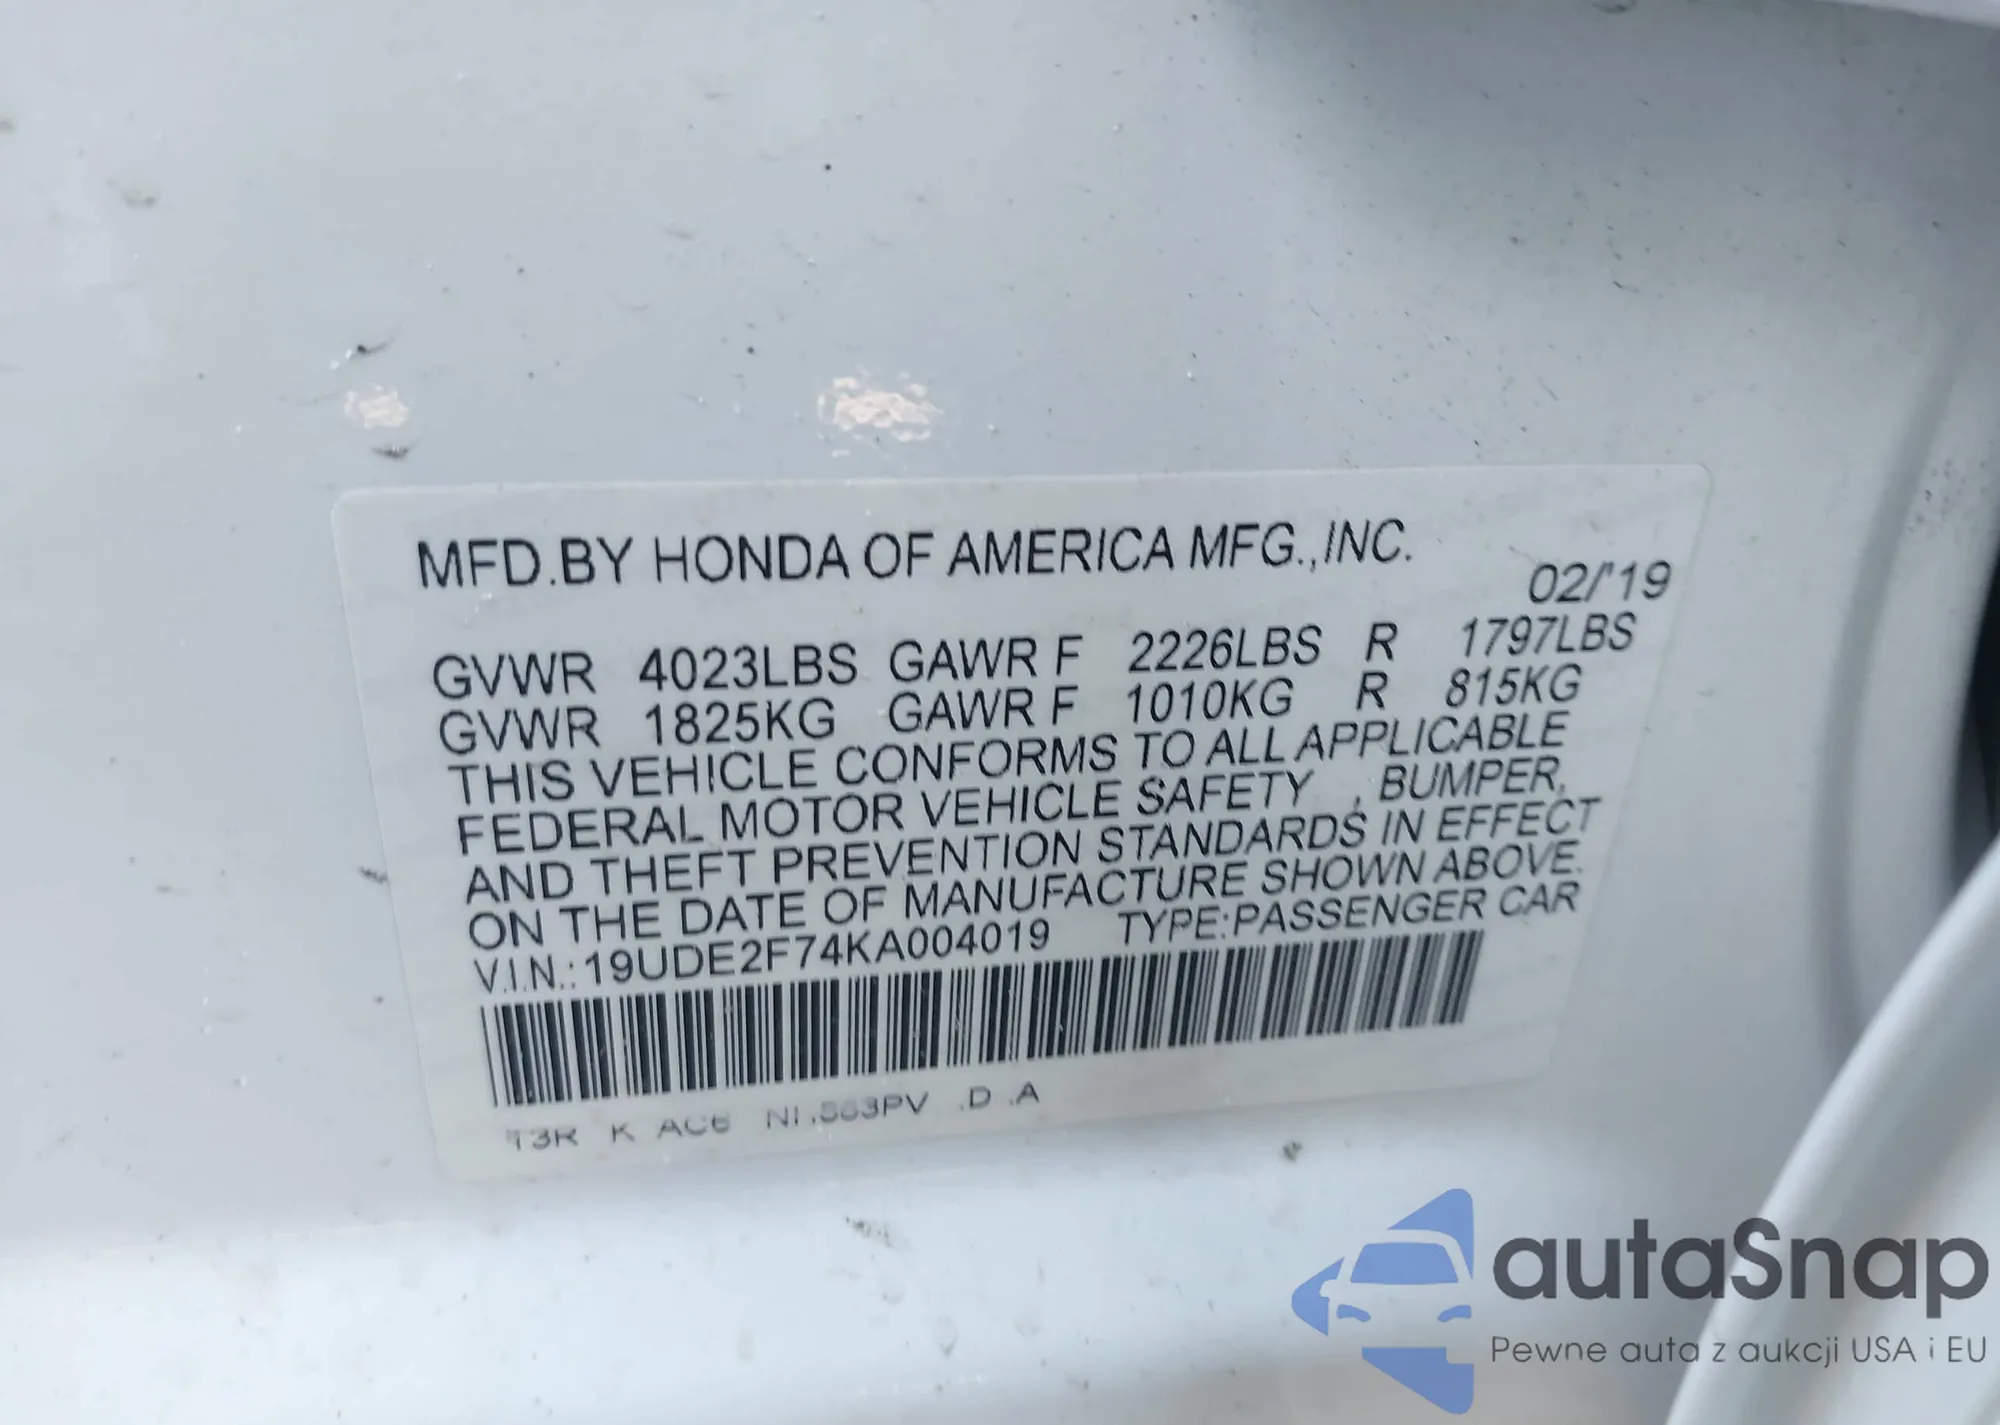 MFD.BY HONDA OF AMERICA MFG.,INC.
02/'19
GVWR 4023LBS GAWR F 2226LBS R 1797LBS
GVWR 1825KG GAWR F 1010KG R 815KG
THIS VEHICLE CONFORMS TO ALL APPLICABLE
FEDERAL MOTOR VEHICLE SAFETY , BUMPER,
AND THEFT PREVENTION STANDARDS IN EFFECT
ON THE DATE OF MANUFACTURE SHOWN ABOVE.
V.I.N.: 19UDE2F74KA004019 TYPE:PASSENGER CAR
T3R K .D .A
autaSnap
Pewne auta z aukcji USA i EU